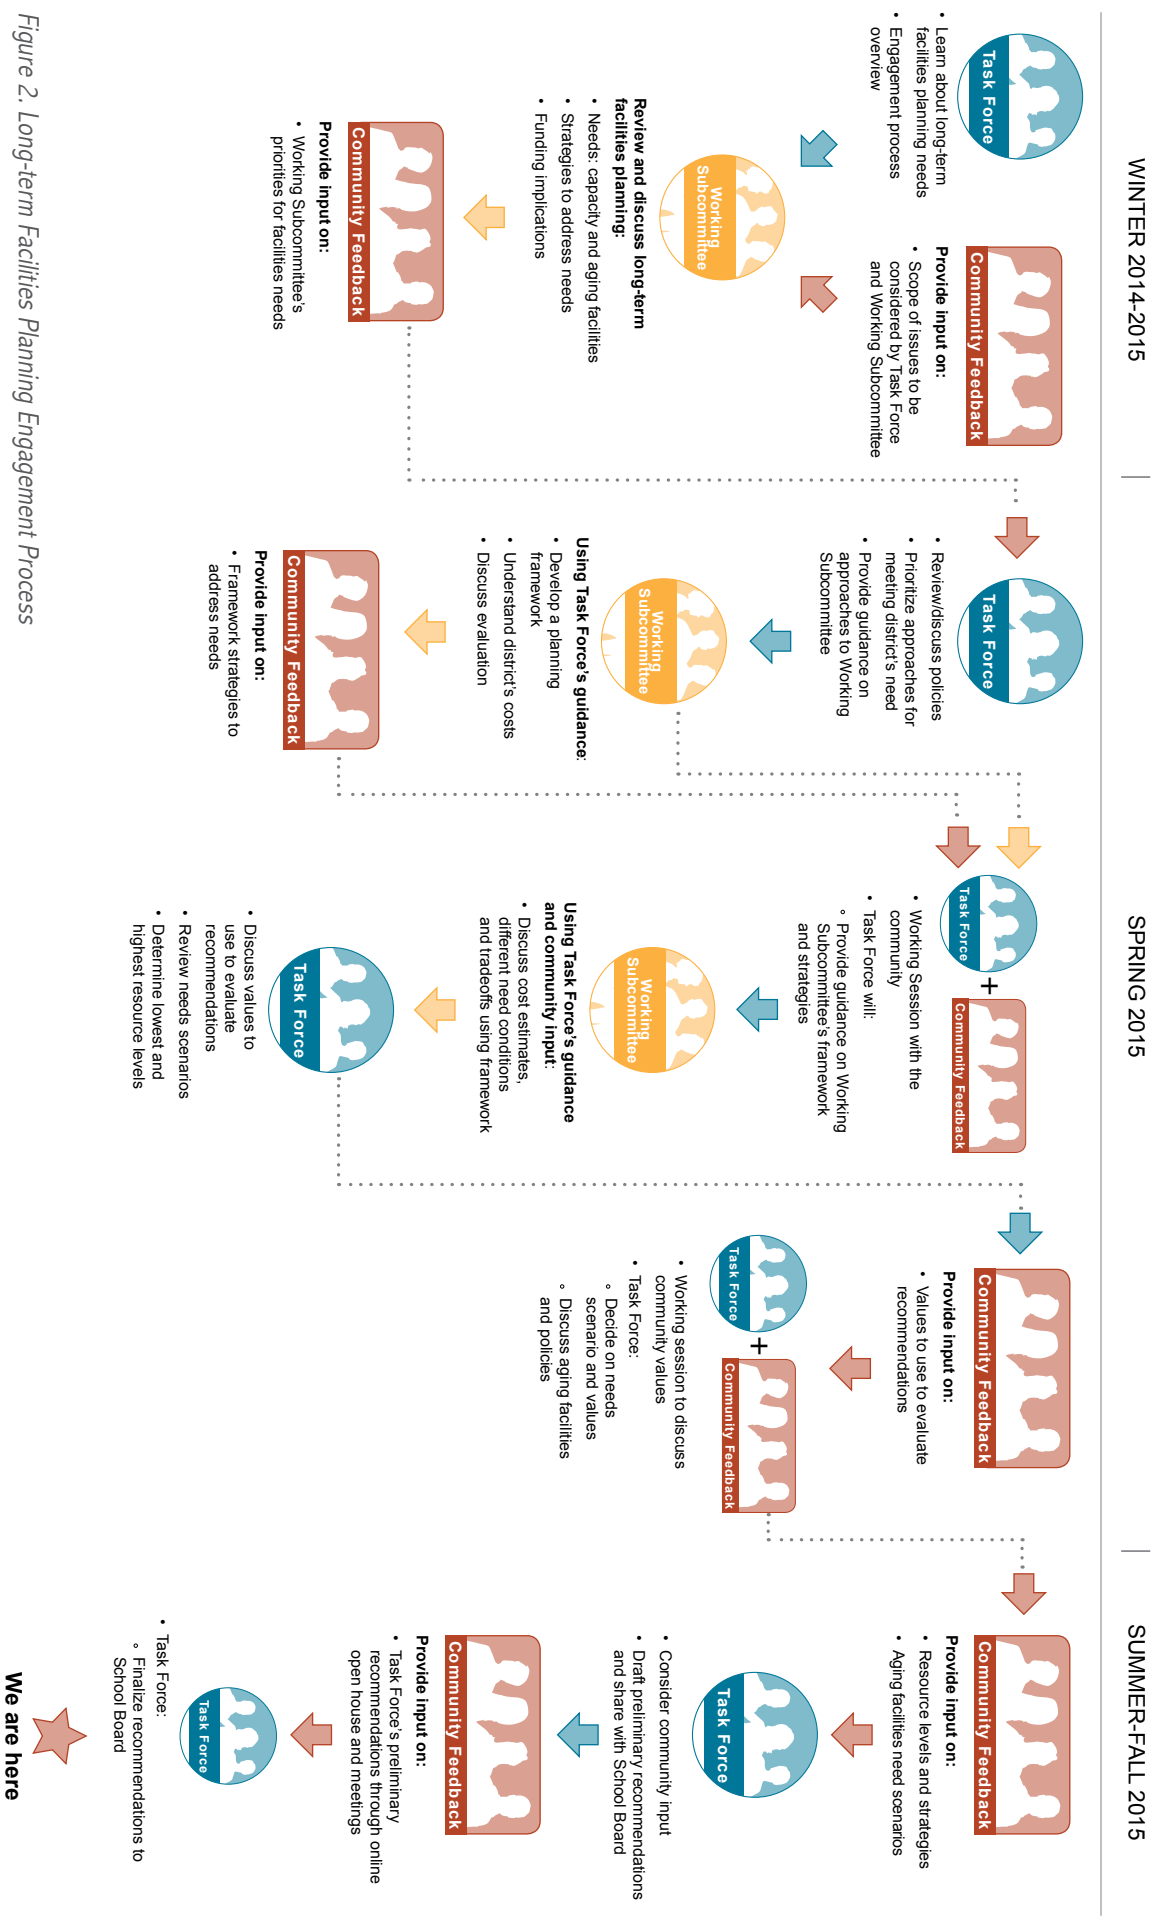 WINTER 2014-2015
SPRING 2015
SUMMER-FALL 2015
Task Force
• Learn about long-term
facilities planning needs
• Engagement process
overview
Community Feedback
Provide input on:
• Scope of issues to be
considered by Task Force
and Working Subcommittee
Working
Subcommittee
Review and discuss long-term
facilities planning:
• Needs: capacity and aging facilities
• Strategies to address needs
• Funding implications
Community Feedback
Provide input on:
• Working Subcommittee's
priorities for facilities needs
Task Force
• Review/discuss policies
• Prioritize approaches for
meeting district's need
• Provide guidance on
approaches to Working
Subcommittee
Working
Subcommittee
Using Task Force's guidance:
• Develop a planning
framework
• Understand district's costs
• Discuss evaluation
Community Feedback
Provide input on:
• Framework strategies to
address needs
Task Force
+
Community Feedback
• Working Session with the
community
• Task Force will:
° Provide guidance on Working
Subcommittee's framework
and strategies
Working
Subcommittee
Using Task Force's guidance
and community input:
• Discuss cost estimates,
different need conditions
and tradeoffs using framework
Task Force
• Discuss values to
use to evaluate
recommendations
• Review needs scenarios
• Determine lowest and
highest resource levels
Community Feedback
Provide input on:
• Values to use to evaluate
recommendations
Task Force
+
Community Feedback
• Working session to discuss
community values
• Task Force:
° Decide on needs
scenario and values
° Discuss aging facilities
and policies
Community Feedback
Provide input on:
• Resource levels and strategies
• Aging facilities need scenarios
Task Force
• Consider community input
• Draft preliminary recommendations
and share with School Board
Community Feedback
Provide input on:
• Task Force's preliminary
recommendations through online
open house and meetings
Task Force
• Task Force:
° Finalize recommendations to
School Board
We are here
Figure 2. Long-term Facilities Planning Engagement Process